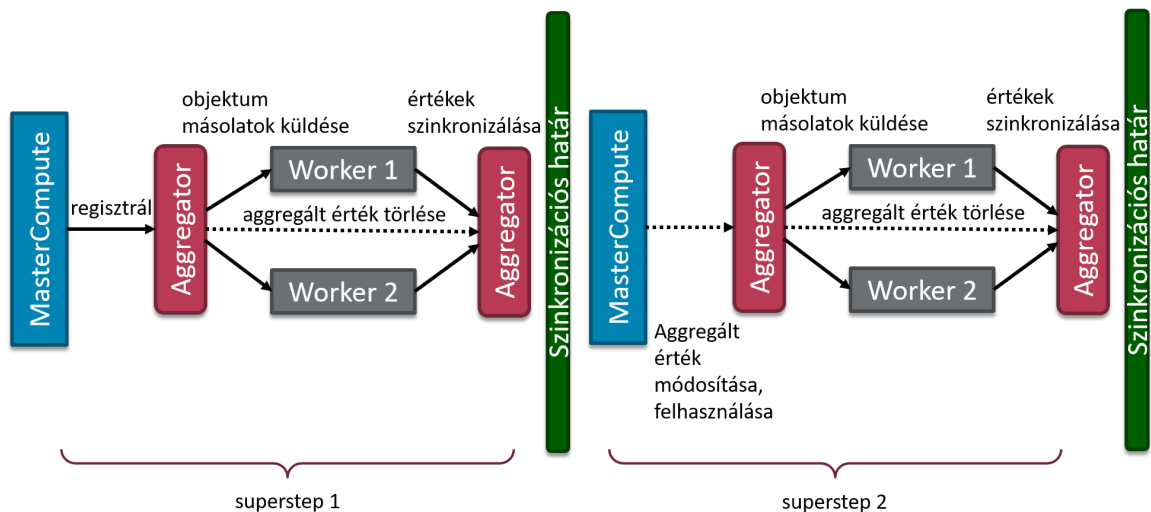 MasterCompute
regisztrál
Aggregator
objektum
másolatok küldése
Worker 1
aggregált érték törlése
Worker 2
értékek
szinkronizálása
Aggregator
Szinkronizációs határ
superstep 1
MasterCompute
Aggregált
érték
módosítása,
felhasználása
Aggregator
objektum
másolatok küldése
Worker 1
aggregált érték törlése
Worker 2
értékek
szinkronizálása
Aggregator
Szinkronizációs határ
superstep 2